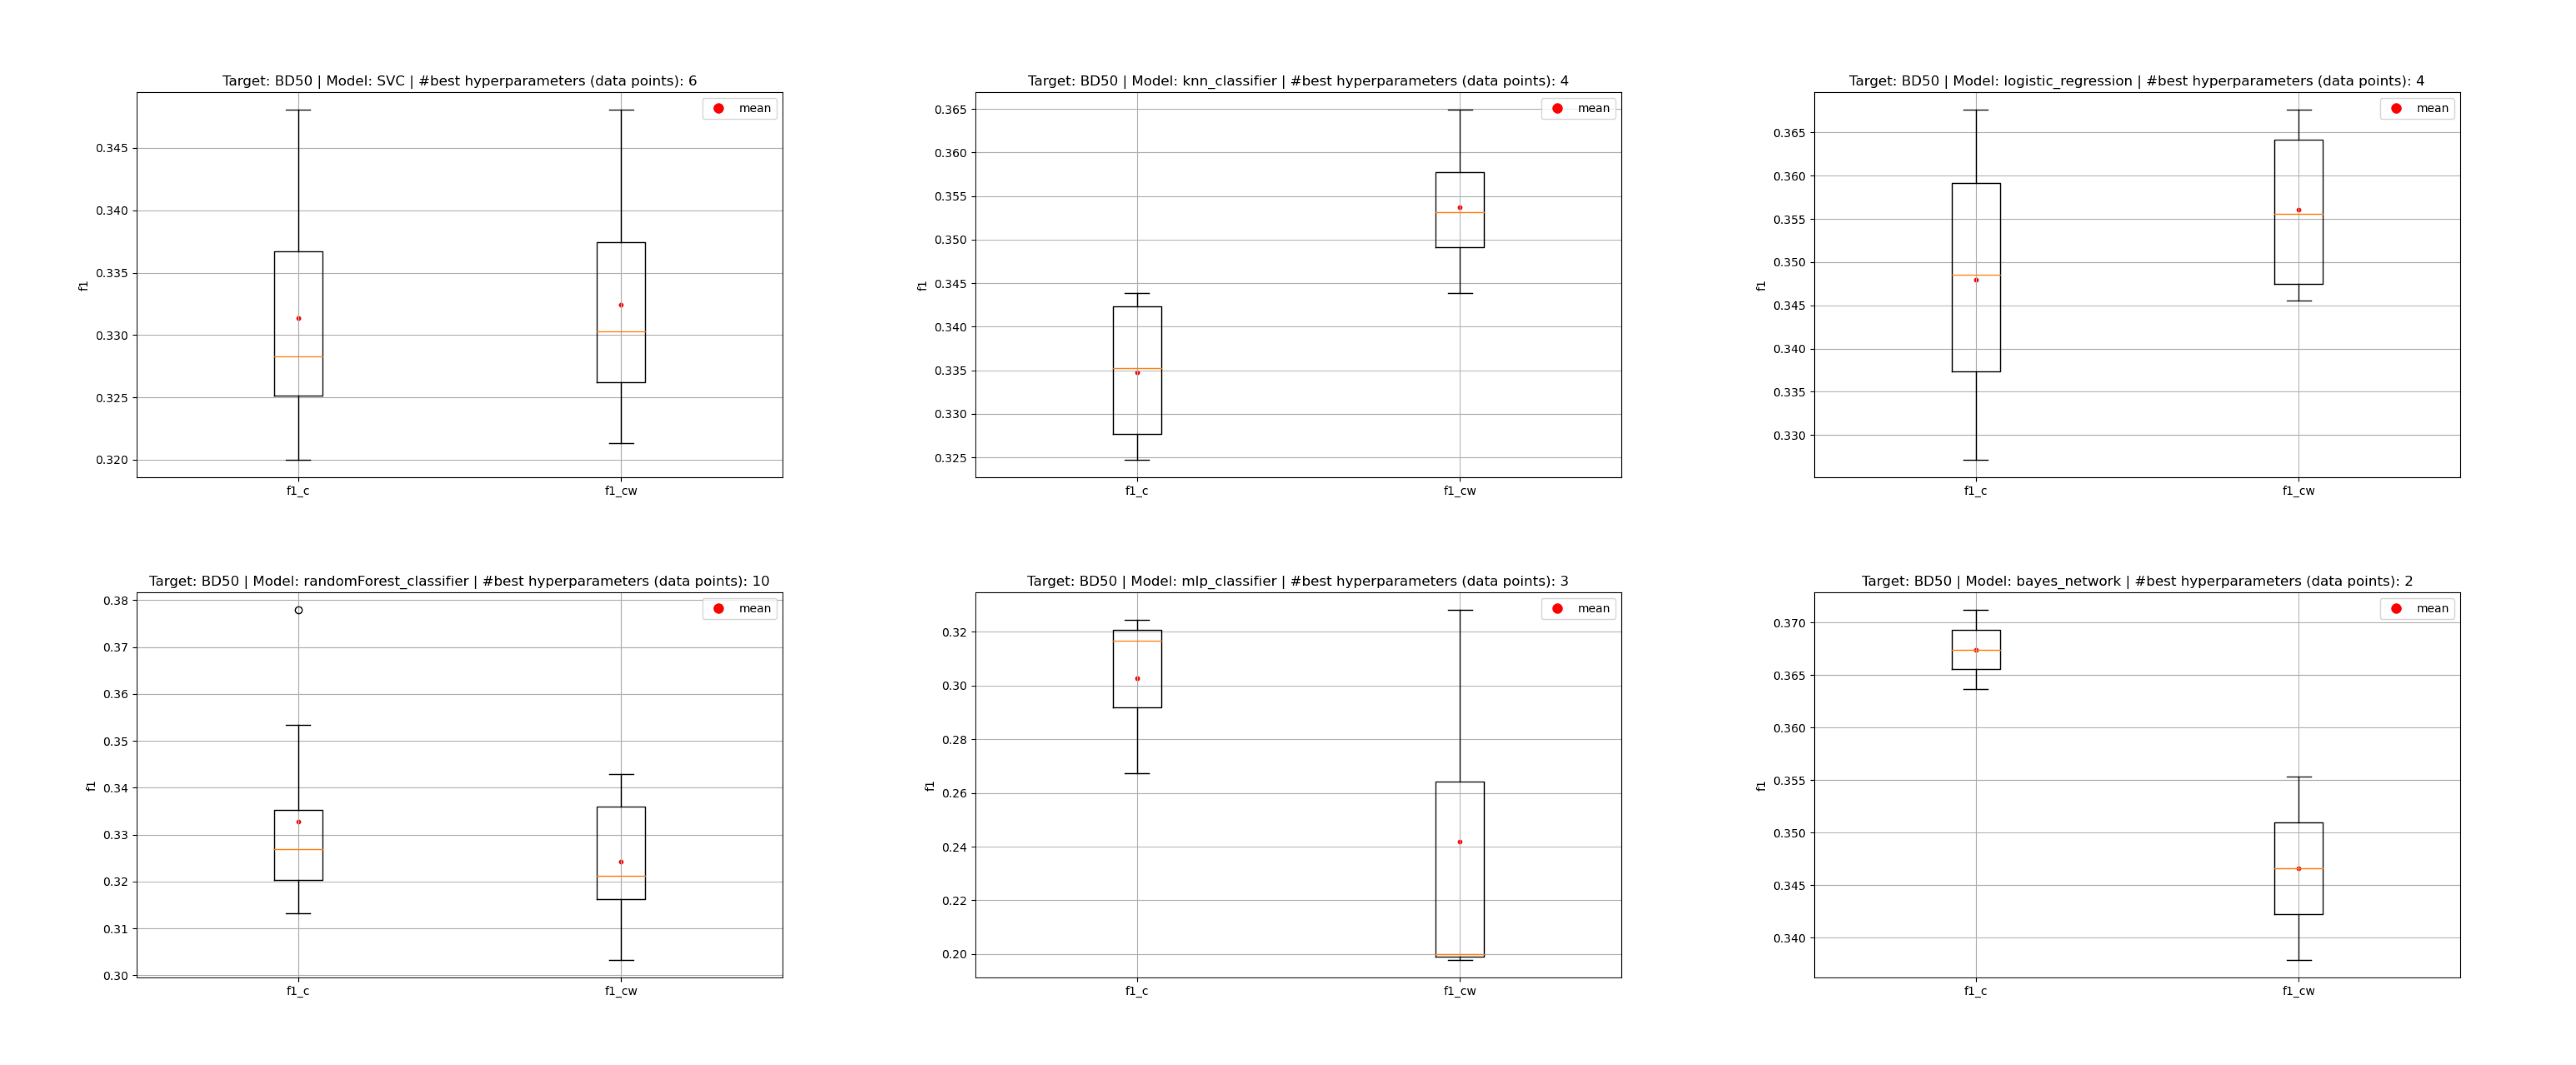 Target: BD50 | Model: SVC | #best hyperparameters (data points): 6
mean
0.345
0.340
0.335
0.330
0.325
0.320
f1
f1_c
f1_cw
Target: BD50 | Model: knn_classifier | #best hyperparameters (data points): 4
mean
0.365
0.360
0.355
0.350
0.345
0.340
0.335
0.330
0.325
f1
f1_c
f1_cw
Target: BD50 | Model: logistic_regression | #best hyperparameters (data points): 4
mean
0.365
0.360
0.355
0.350
0.345
0.340
0.335
0.330
f1
f1_c
f1_cw
Target: BD50 | Model: randomForest_classifier | #best hyperparameters (data points): 10
mean
0.38
0.37
0.36
0.35
0.34
0.33
0.32
0.31
0.30
f1
f1_c
f1_cw
Target: BD50 | Model: mlp_classifier | #best hyperparameters (data points): 3
mean
0.32
0.30
0.28
0.26
0.24
0.22
0.20
f1
f1_c
f1_cw
Target: BD50 | Model: bayes_network | #best hyperparameters (data points): 2
mean
0.370
0.365
0.360
0.355
0.350
0.345
0.340
f1
f1_c
f1_cw